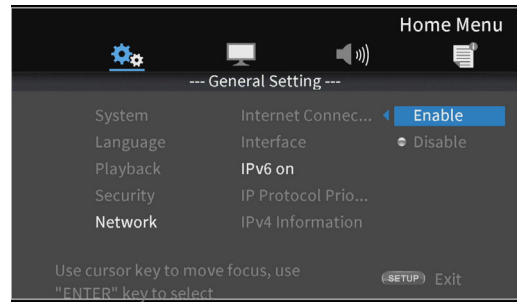 Home Menu
--- General Setting ---
System Internet Connec... Enable
Language Interface Disable
Playback IPv6 on
Security IP Protocol Prio...
Network IPv4 Information
Use cursor key to move focus, use
"ENTER" key to select
SETUP Exit